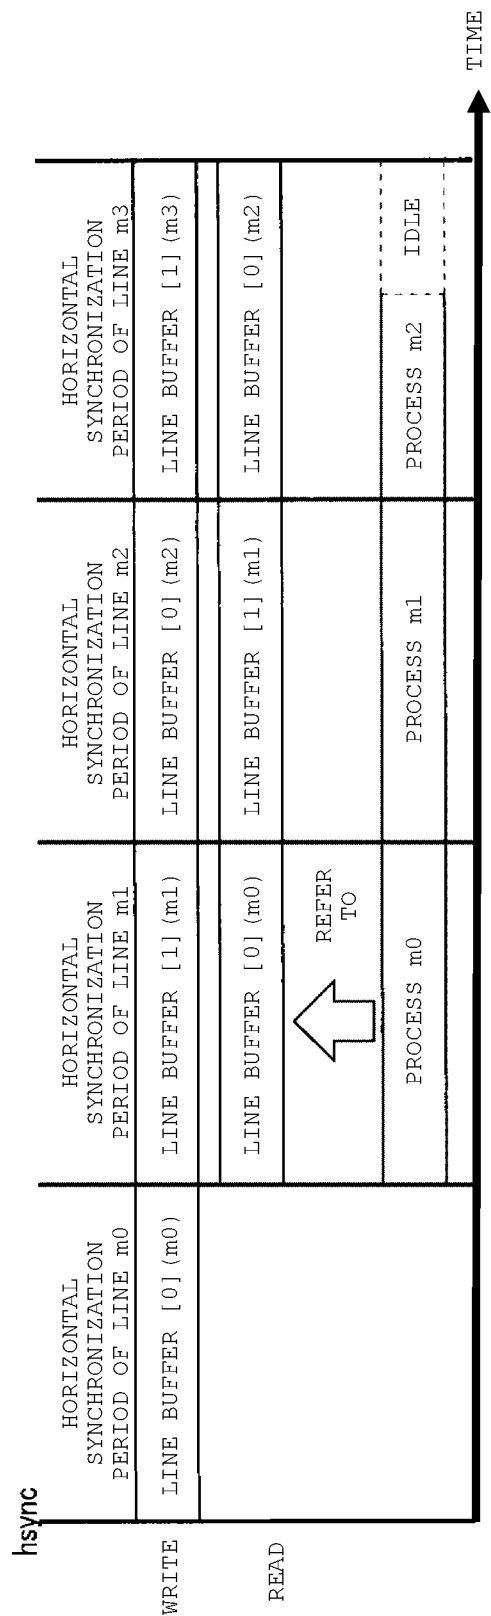 hsync
HORIZONTAL
SYNCHRONIZATION
PERIOD OF LINE m0
HORIZONTAL
SYNCHRONIZATION
PERIOD OF LINE m1
HORIZONTAL
SYNCHRONIZATION
PERIOD OF LINE m2
HORIZONTAL
SYNCHRONIZATION
PERIOD OF LINE m3
WRITE
LINE BUFFER [0](m0)
LINE BUFFER [1](m1)
LINE BUFFER [0](m2)
LINE BUFFER [1](m3)
READ
LINE BUFFER [0](m0)
LINE BUFFER [1](m1)
LINE BUFFER [0](m2)
REFER
TO
PROCESS m0
PROCESS m1
PROCESS m2
IDLE
TIME